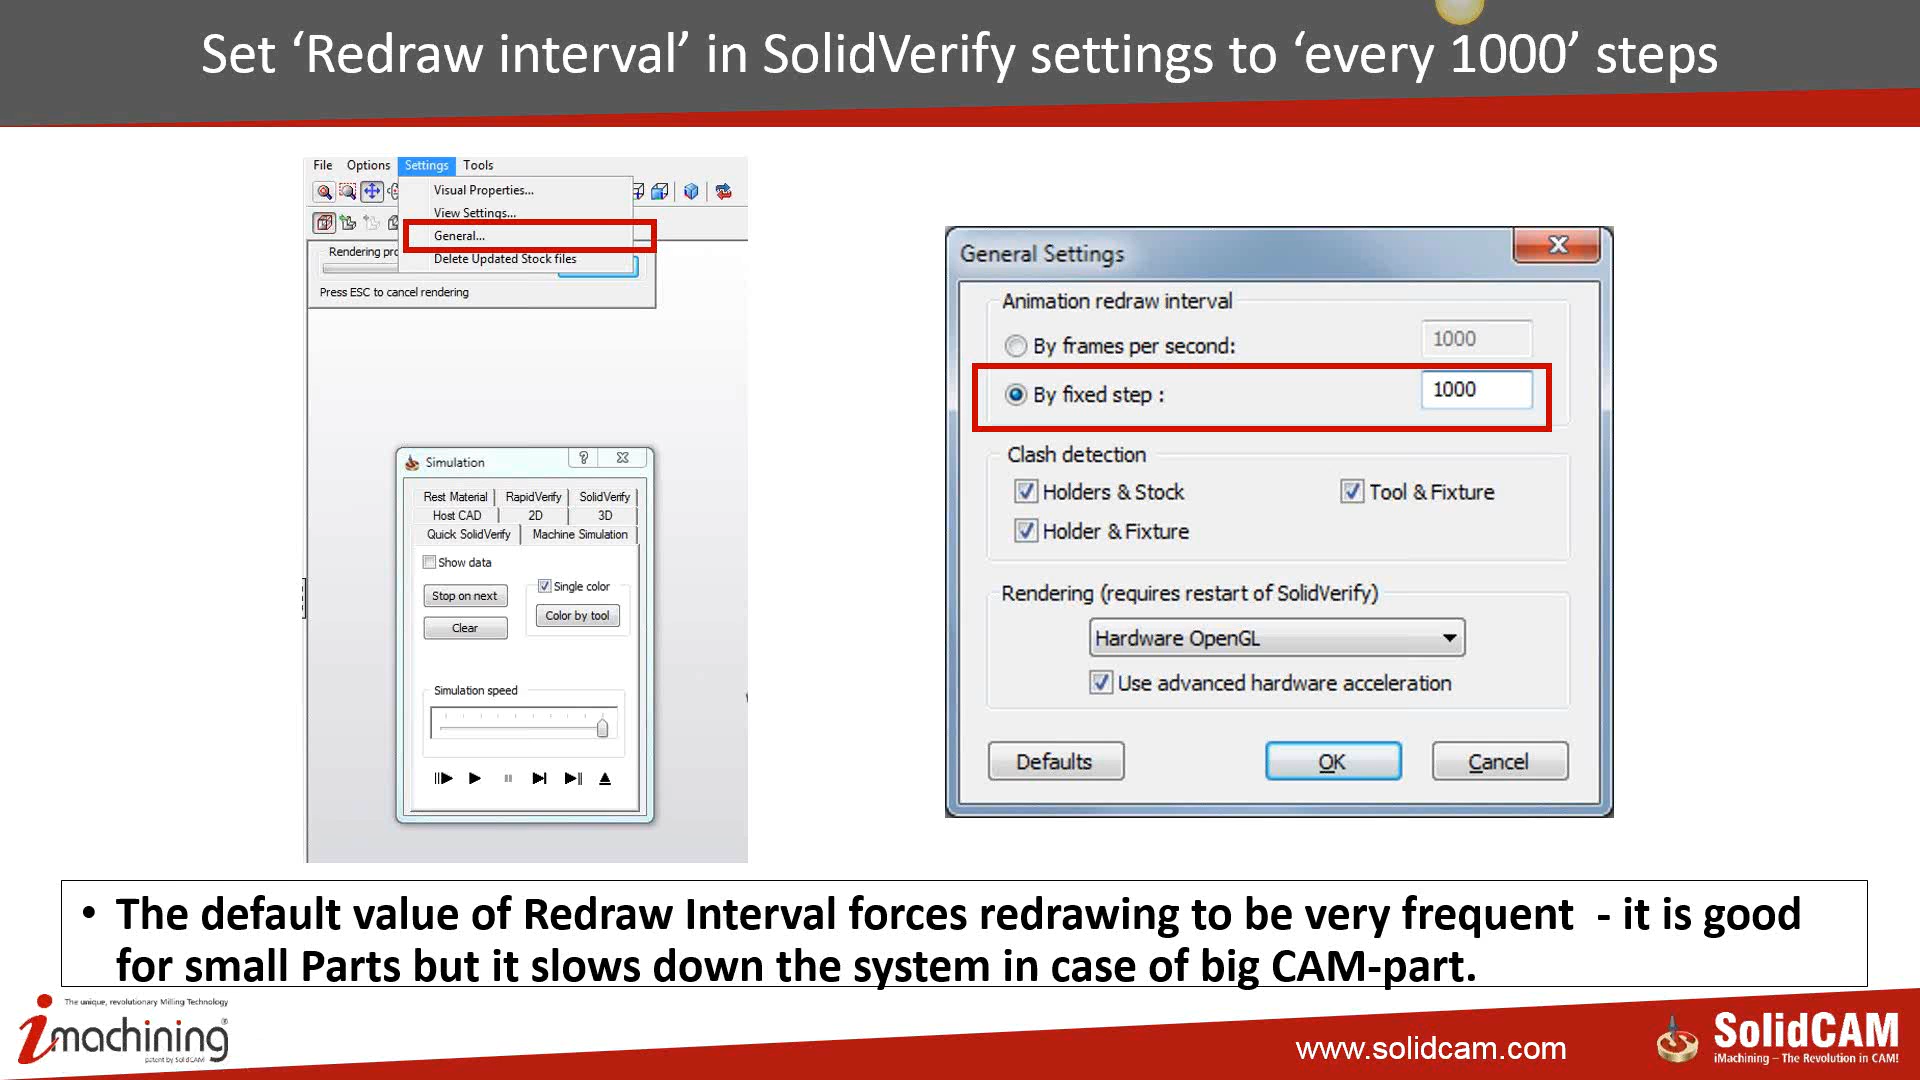 Set ‘Redraw interval’ in SolidVerify settings to ‘every 1000’ steps
File Options Settings Tools
Visual Properties...
View Settings...
General...
Delete Updated Stock files
Rendering pro
Press ESC to cancel rendering
Simulation
Rest Material RapidVerify SolidVerify
Host CAD 2D 3D
Quick SolidVerify Machine Simulation
Show data
Stop on next
Clear
Single color
Color by tool
Simulation speed
General Settings
Animation redraw interval
By frames per second: 1000
By fixed step : 1000
Clash detection
Holders & Stock Tool & Fixture
Holder & Fixture
Rendering (requires restart of SolidVerify)
Hardware OpenGL
Use advanced hardware acceleration
Defaults OK Cancel
• The default value of Redraw Interval forces redrawing to be very frequent - it is good
for small Parts but it slows down the system in case of big CAM-part.
The unique, revolutionary Milling Technology
imachining®
patent by SolidCAM
www.solidcam.com
SolidCAM
iMachining – The Revolution in CAM!